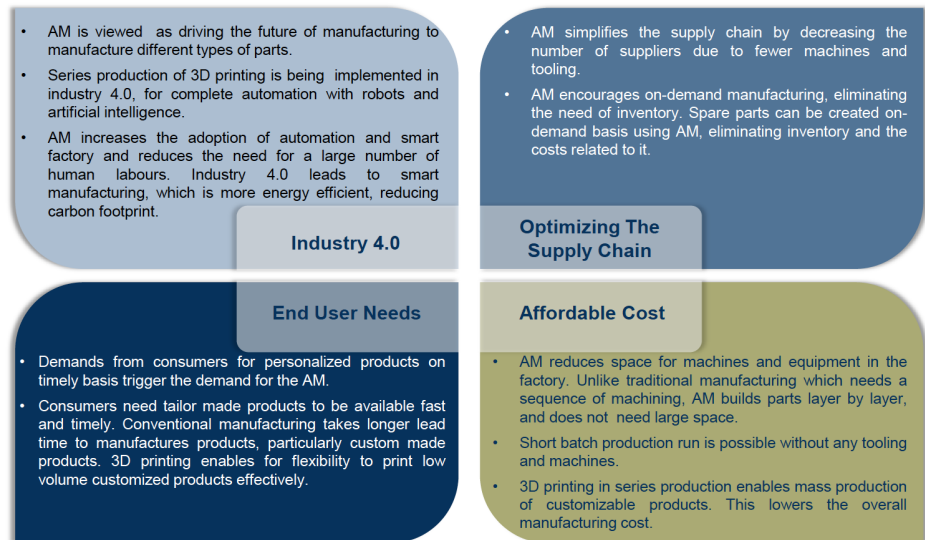 • AM is viewed as driving the future of manufacturing to
manufacture different types of parts.
• Series production of 3D printing is being implemented in
industry 4.0, for complete automation with robots and
artificial intelligence.
• AM increases the adoption of automation and smart
factory and reduces the need for a large number of
human labours. Industry 4.0 leads to smart
manufacturing, which is more energy efficient, reducing
carbon footprint.
Industry 4.0
• AM simplifies the supply chain by decreasing the
number of suppliers due to fewer machines and
tooling.
• AM encourages on-demand manufacturing, eliminating
the need of inventory. Spare parts can be created on-
demand basis using AM, eliminating inventory and the
costs related to it.
Optimizing The
Supply Chain
End User Needs
• Demands from consumers for personalized products on
timely basis trigger the demand for the AM.
• Consumers need tailor made products to be available fast
and timely. Conventional manufacturing takes longer lead
time to manufactures products, particularly custom made
products. 3D printing enables for flexibility to print low
volume customized products effectively.
Affordable Cost
• AM reduces space for machines and equipment in the
factory. Unlike traditional manufacturing which needs a
sequence of machining, AM builds parts layer by layer,
and does not need large space.
• Short batch production run is possible without any tooling
and machines.
• 3D printing in series production enables mass production
of customizable products. This lowers the overall
manufacturing cost.